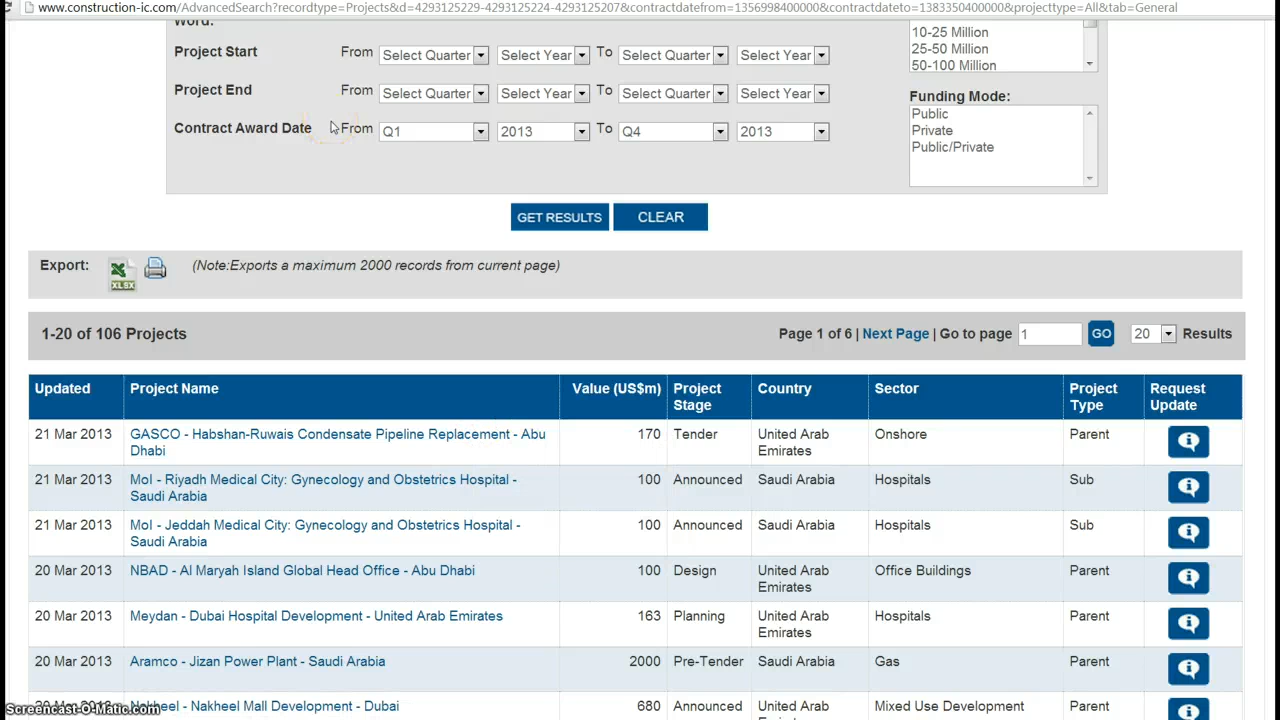 www.construction-ic.com/AdvancedSearch?recordtype=Projects&d=4293125229-4293125224-4293125207&contractdatefrom=1356998400000&contractdateto=1383350400000&projecttype=All&tab=General
Word:
10-25 Million
Project Start From Select Quarter Select Year To Select Quarter Select Year
25-50 Million
50-100 Million
Project End From Select Quarter Select Year To Select Quarter Select Year
Funding Mode:
Public
Contract Award Date From Q1 2013 To Q4 2013
Private
Public/Private
GET RESULTS CLEAR
Export: XLSX (Note:Exports a maximum 2000 records from current page)
1-20 of 106 Projects Page 1 of 6 | Next Page | Go to page 1 GO 20 Results
Updated Project Name Value (US$m) Project Stage Country Sector Project Type Request Update
21 Mar 2013 GASCO - Habshan-Ruwais Condensate Pipeline Replacement - Abu Dhabi 170 Tender United Arab Emirates Onshore Parent
21 Mar 2013 MoI - Riyadh Medical City: Gynecology and Obstetrics Hospital - Saudi Arabia 100 Announced Saudi Arabia Hospitals Sub
21 Mar 2013 MoI - Jeddah Medical City: Gynecology and Obstetrics Hospital - Saudi Arabia 100 Announced Saudi Arabia Hospitals Sub
20 Mar 2013 NBAD - Al Maryah Island Global Head Office - Abu Dhabi 100 Design United Arab Emirates Office Buildings Parent
20 Mar 2013 Meydan - Dubai Hospital Development - United Arab Emirates 163 Planning United Arab Emirates Hospitals Parent
20 Mar 2013 Aramco - Jizan Power Plant - Saudi Arabia 2000 Pre-Tender Saudi Arabia Gas Parent
Nakheel - Nakheel Mall Development - Dubai 680 Announced United Arab Mixed Use Development Parent
Screencast-O-Matic.com